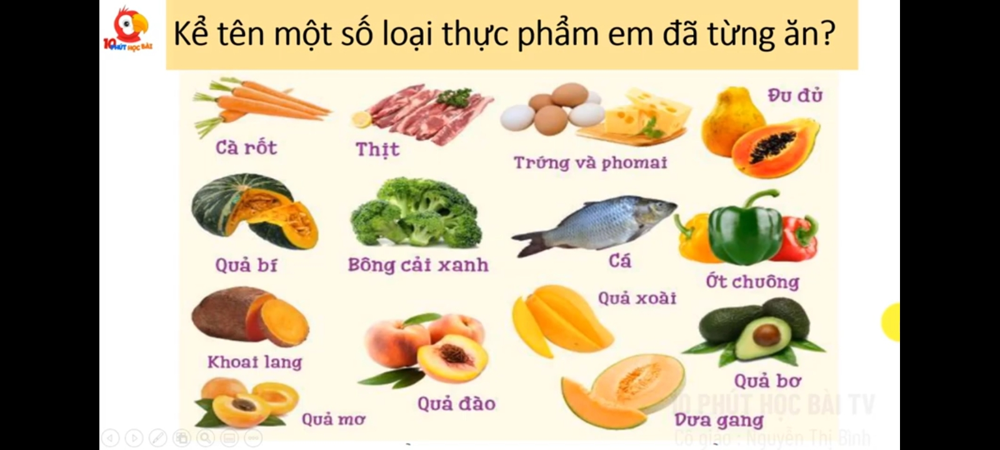 10 PHÚT HỌC BÀI
Kể tên một số loại thực phẩm em đã từng ăn?
Cà rốt
Thịt
Trứng và phomai
Đu đủ
Quả bí
Bông cải xanh
Cá
Ớt chuông
Khoai lang
Quả đào
Quả xoài
Quả bơ
Quả mơ
Dưa gang
10 PHÚT HỌC BÀI TV
Cô giáo : Nguyễn Thị Bình